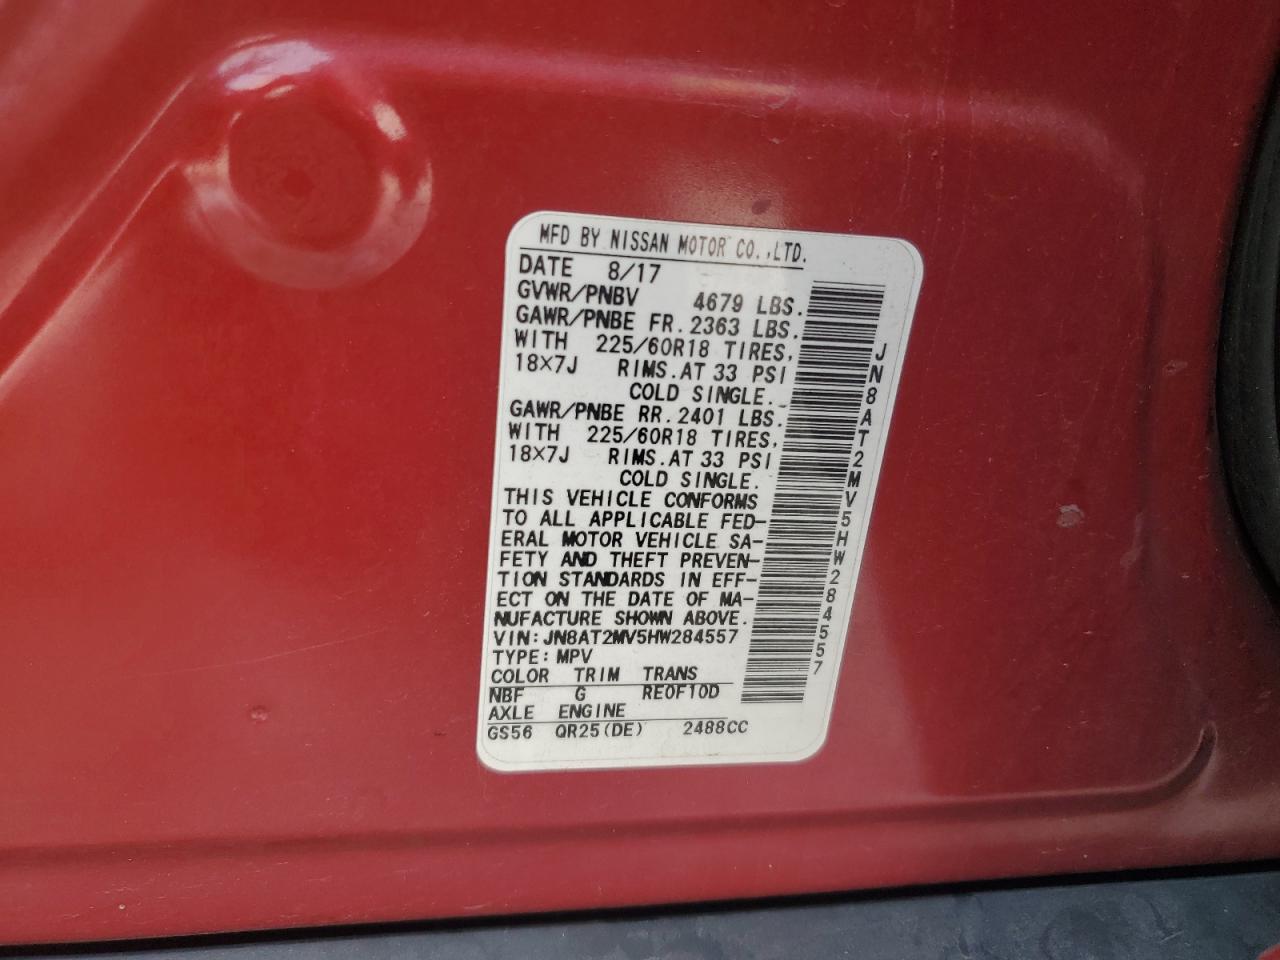 MFD BY NISSAN MOTOR CO.,LTD.
DATE 8/17
GVWR/PNBV 4679 LBS.
GAWR/PNBE FR. 2363 LBS.
WITH 225/60R18 TIRES,
18×7J RIMS.AT 33 PSI
COLD SINGLE.
GAWR/PNBE RR. 2401 LBS.
WITH 225/60R18 TIRES,
18×7J RIMS.AT 33 PSI
COLD SINGLE.
THIS VEHICLE CONFORMS
TO ALL APPLICABLE FED-
ERAL MOTOR VEHICLE SA-
FETY AND THEFT PREVEN-
TION STANDARDS IN EFF-
ECT ON THE DATE OF MA-
NUFACTURE SHOWN ABOVE.
VIN: JN8AT2MV5HW284557
TYPE: MPV
COLOR TRIM TRANS
NBF G RE0F10D
AXLE ENGINE
GS56 QR25(DE) 2488CC
JN8AT2MV5HW284557